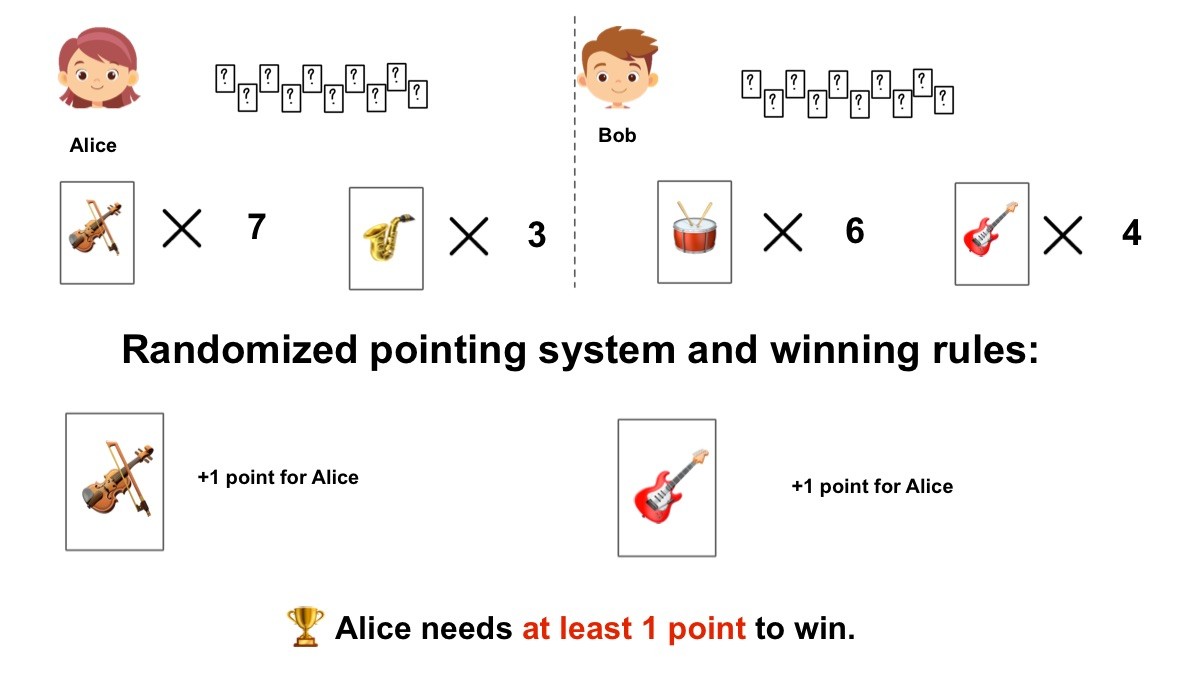 ? ? ? ? ? ? ? ? ? ?
? ? ? ? ? ? ? ? ? ?
Alice
Bob
7
3
6
4
Randomized pointing system and winning rules:
+1 point for Alice
+1 point for Alice
Alice needs at least 1 point to win.